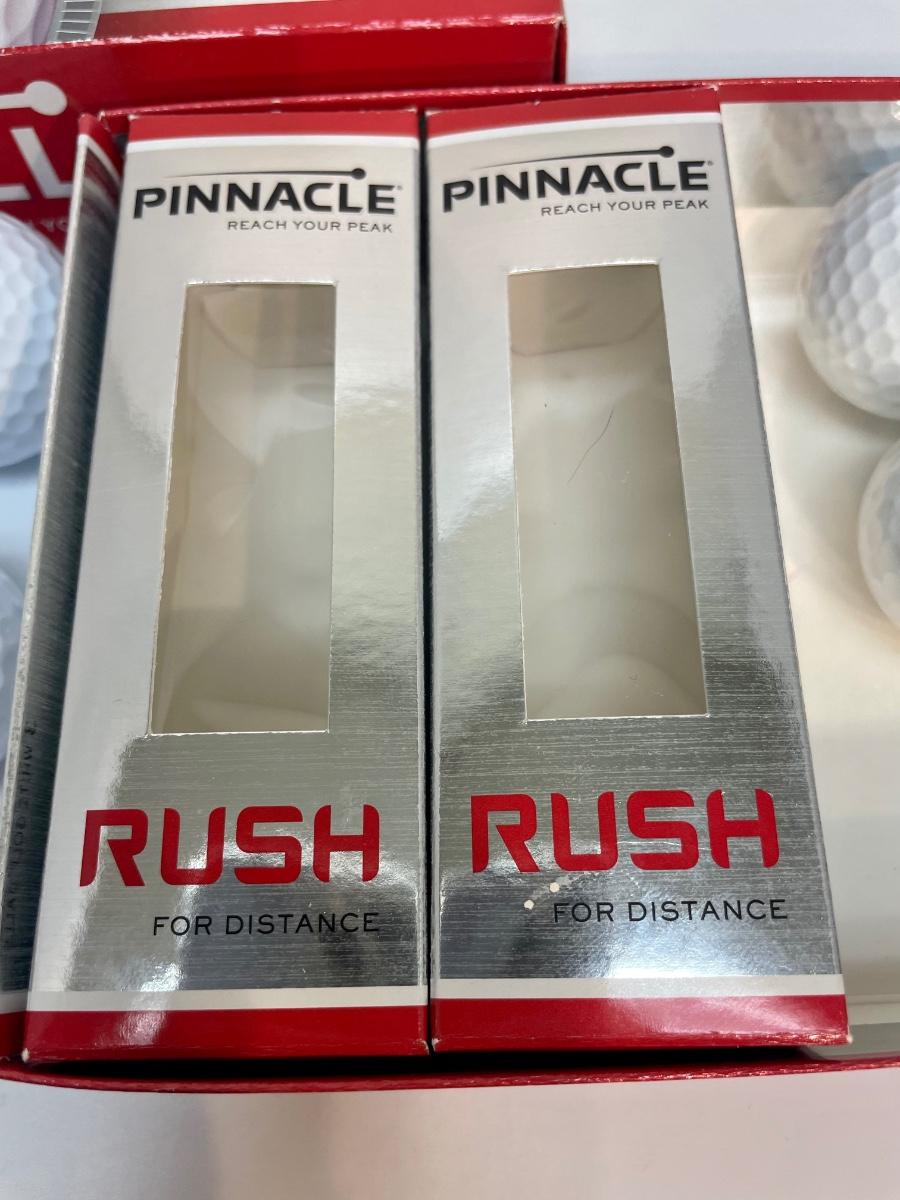 PINNACLE
REACH YOUR PEAK
RUSH
FOR DISTANCE
PINNACLE®
REACH YOUR PEAK
RUSH
FOR DISTANCE